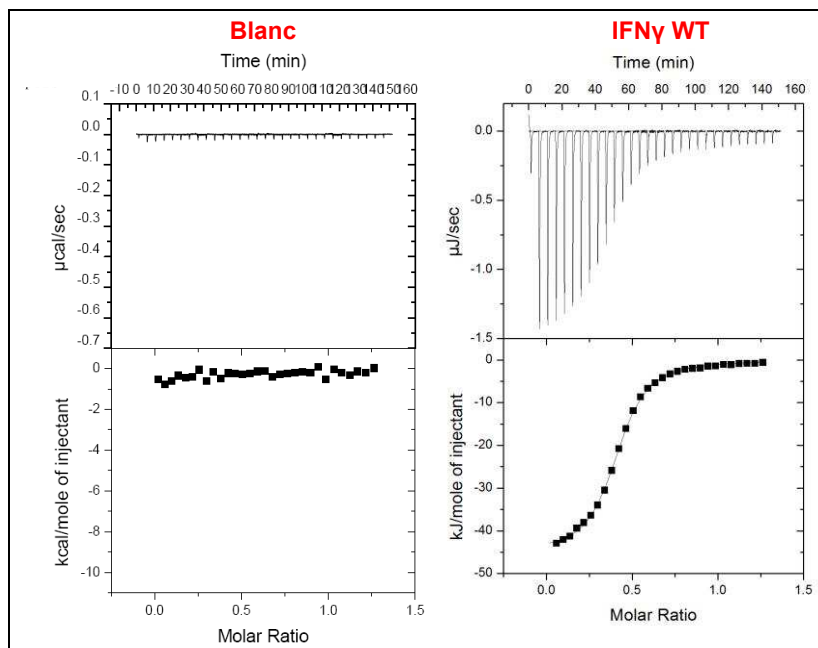 Blanc
Time (min)
-10 0 10 20 30 40 50 60 70 80 90 100 110 120 130 140 150 160
0.1
0.0
-0.1
-0.2
-0.3
-0.4
-0.5
-0.6
-0.7
µcal/sec
0
-2
-4
-6
-8
-10
kcal/mole of injectant
0.0 0.5 1.0 1.5
Molar Ratio
IFNγ WT
Time (min)
0 20 40 60 80 100 120 140 160
0.0
-0.5
-1.0
-1.5
µJ/sec
0
-10
-20
-30
-40
-50
kJ/mole of injectant
0.0 0.5 1.0 1.5
Molar Ratio